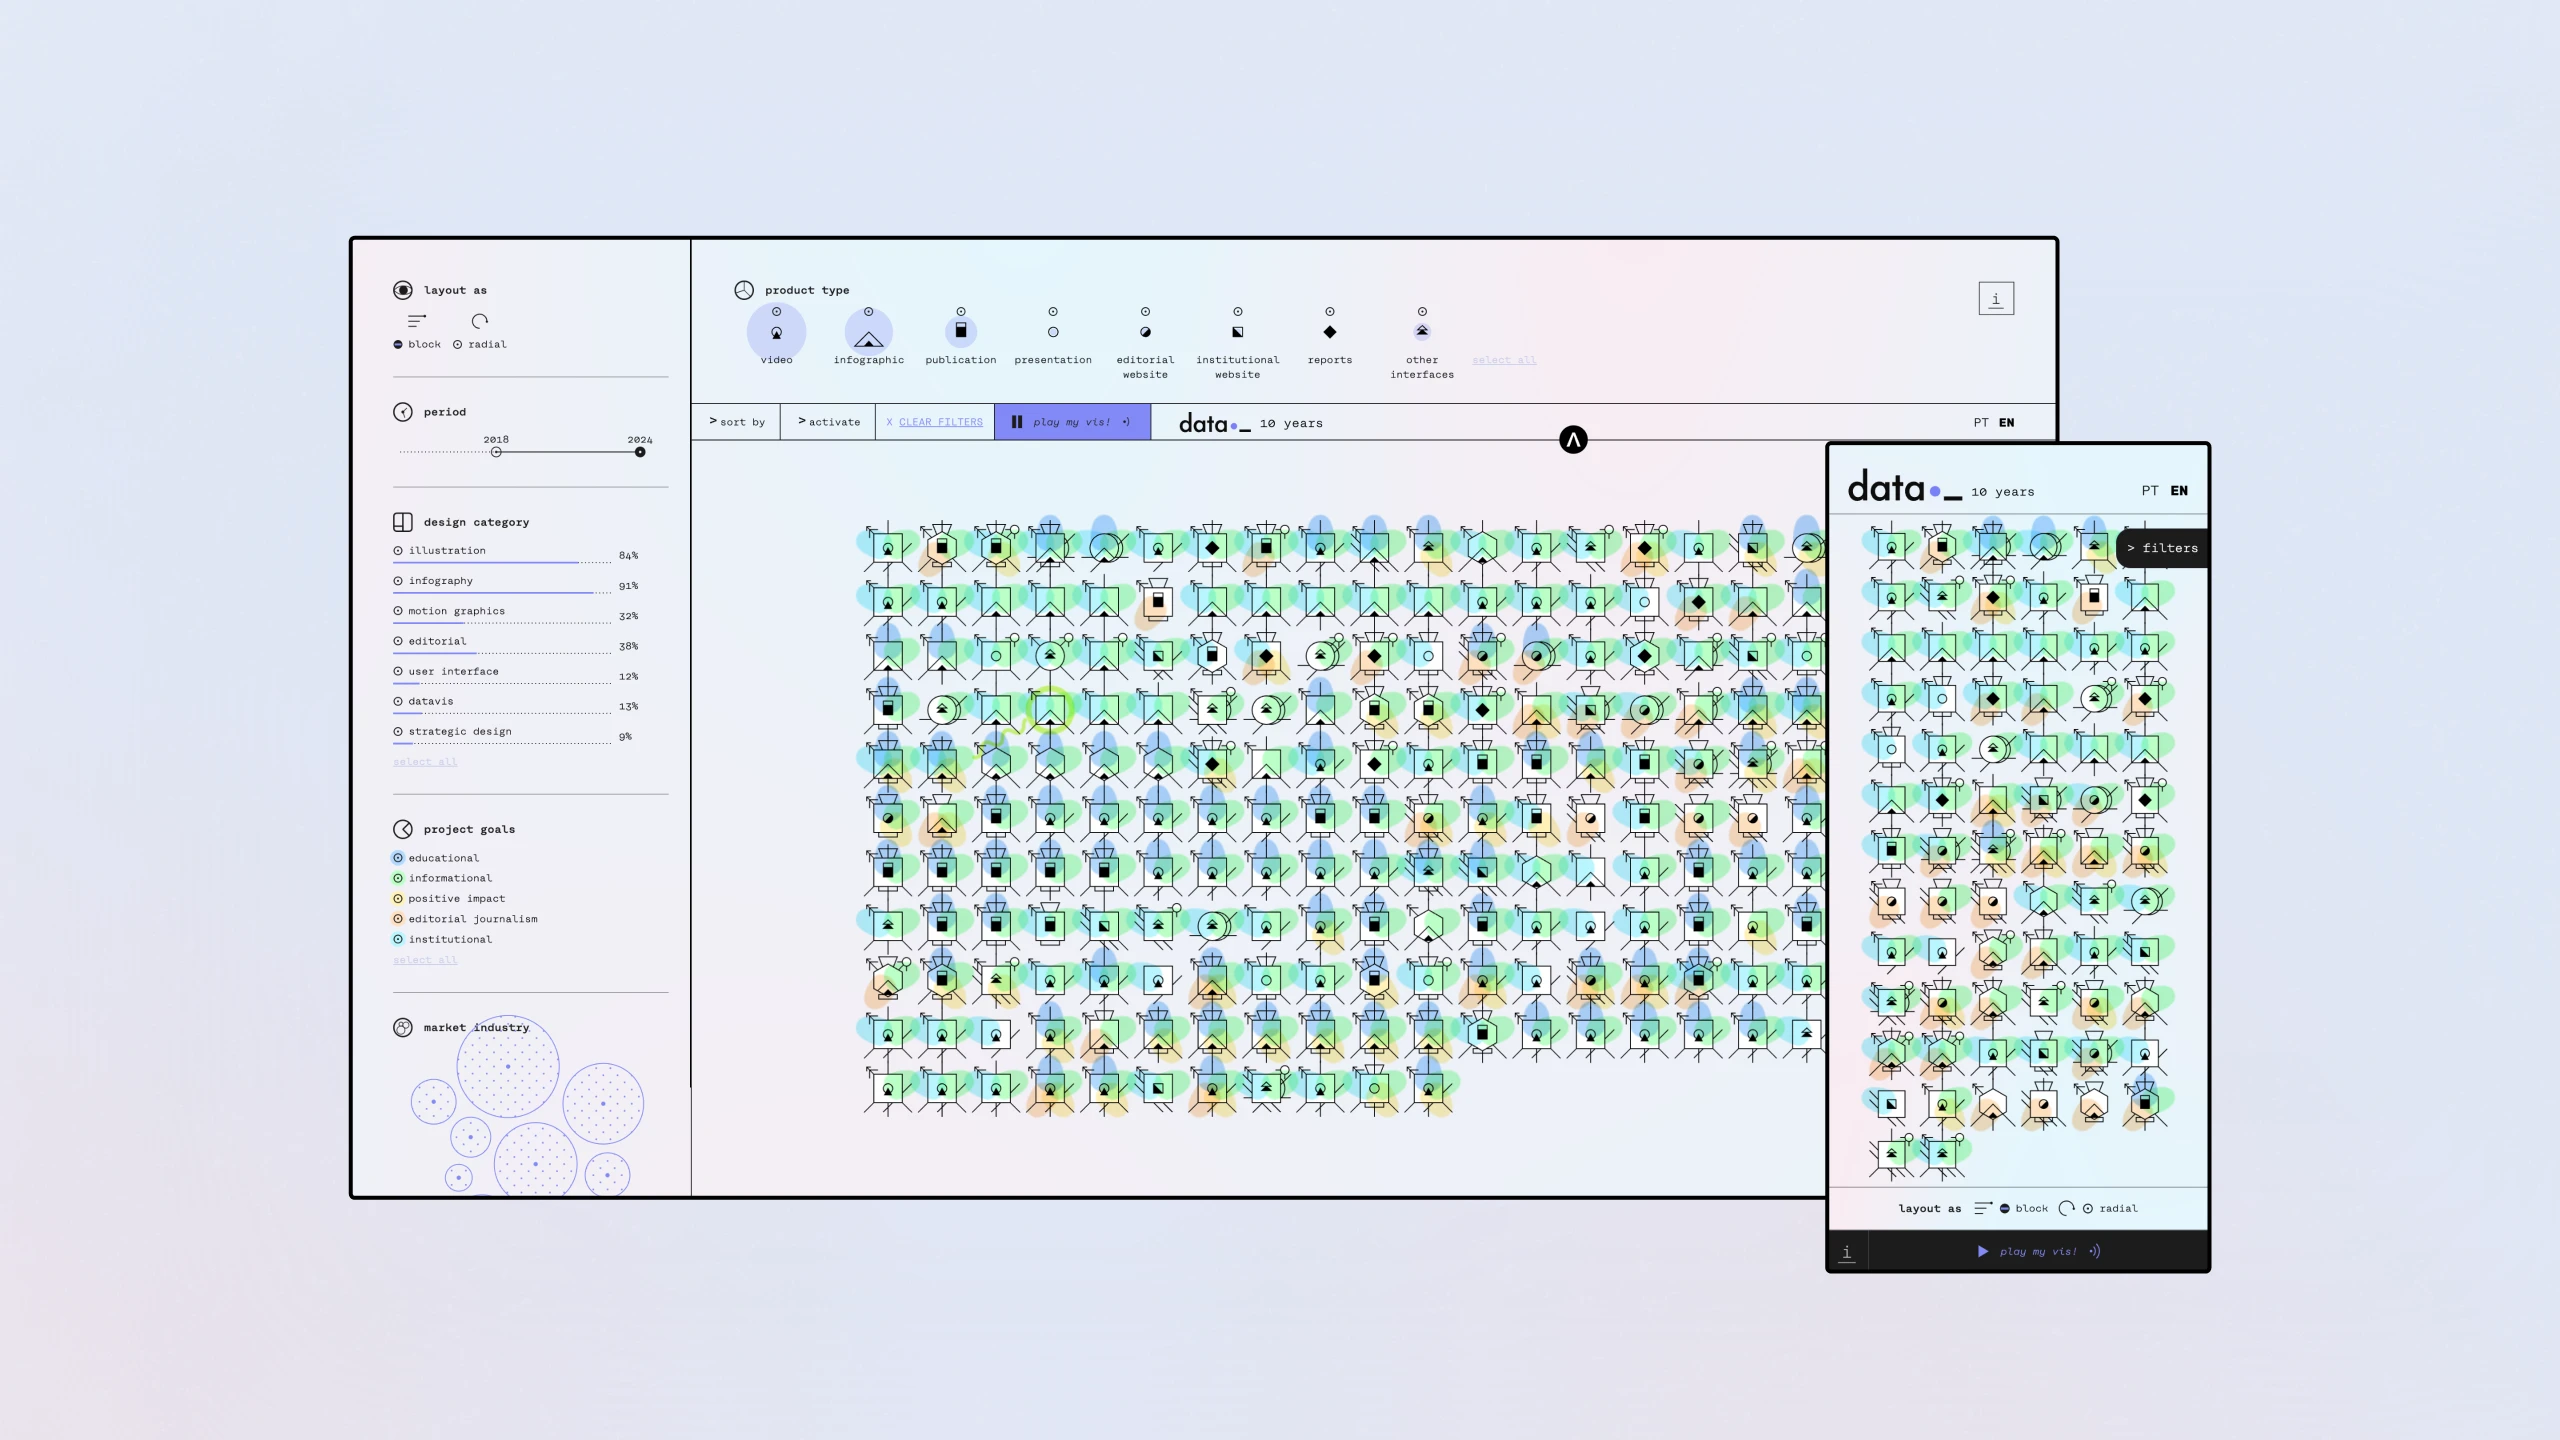 layout as
block
radial
period
2018
2024
design category
illustration
84%
infography
91%
motion graphics
32%
editorial
38%
user interface
12%
datavis
13%
strategic design
9%
select all
project goals
educational
informational
positive impact
editorial journalism
institutional
select all
market industry
product type
video
infographic
publication
presentation
editorial
website
institutional
website
reports
other
interfaces
select all
i
> sort by
> activate
X CLEAR FILTERS
play my vis!
data._ 10 years
PT EN
data._ 10 years
PT EN
> filters
layout as
block
radial
i
play my vis!